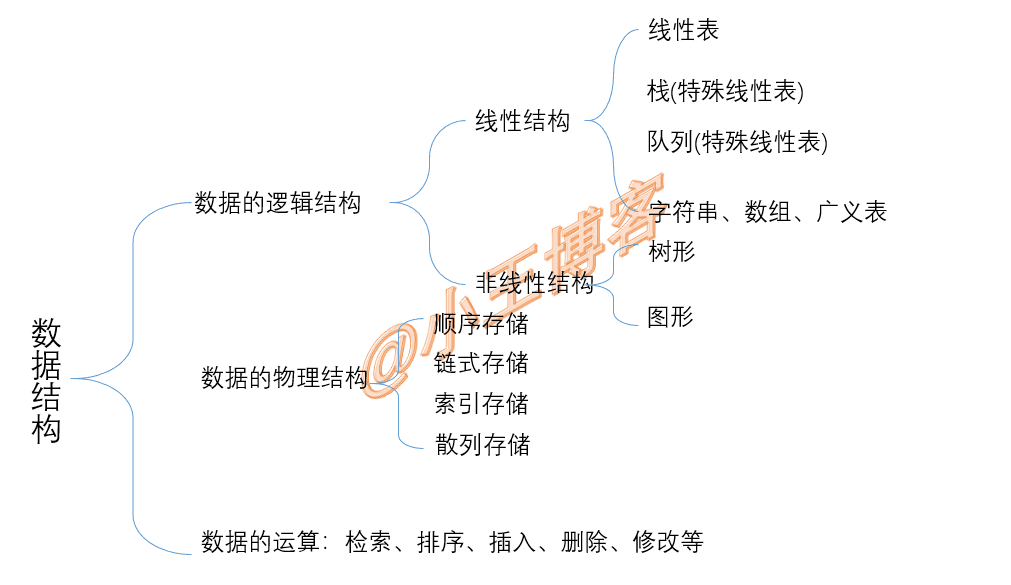 线性表
栈(特殊线性表)
线性结构
队列(特殊线性表)
数据的逻辑结构
字符串、数组、广义表
树形
非线性结构
图形
数据结构
顺序存储
链式存储
数据的物理结构
索引存储
散列存储
数据的运算：检索、排序、插入、删除、修改等
@小王博客